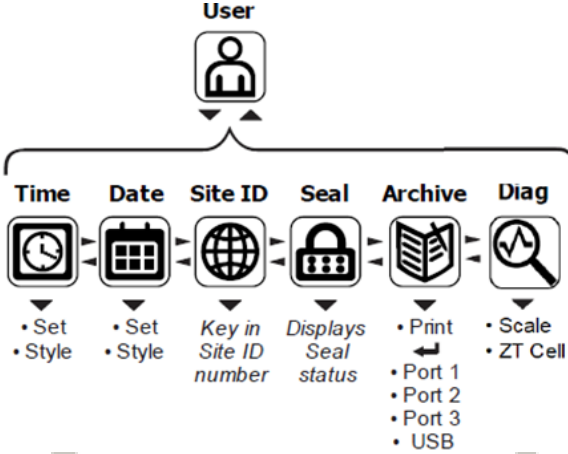 User
Time Date Site ID Seal Archive Diag
• Set • Set Key in Displays • Print • Scale
• Style • Style Site ID Seal • ZT Cell
number status • Port 1
• Port 2
• Port 3
• USB